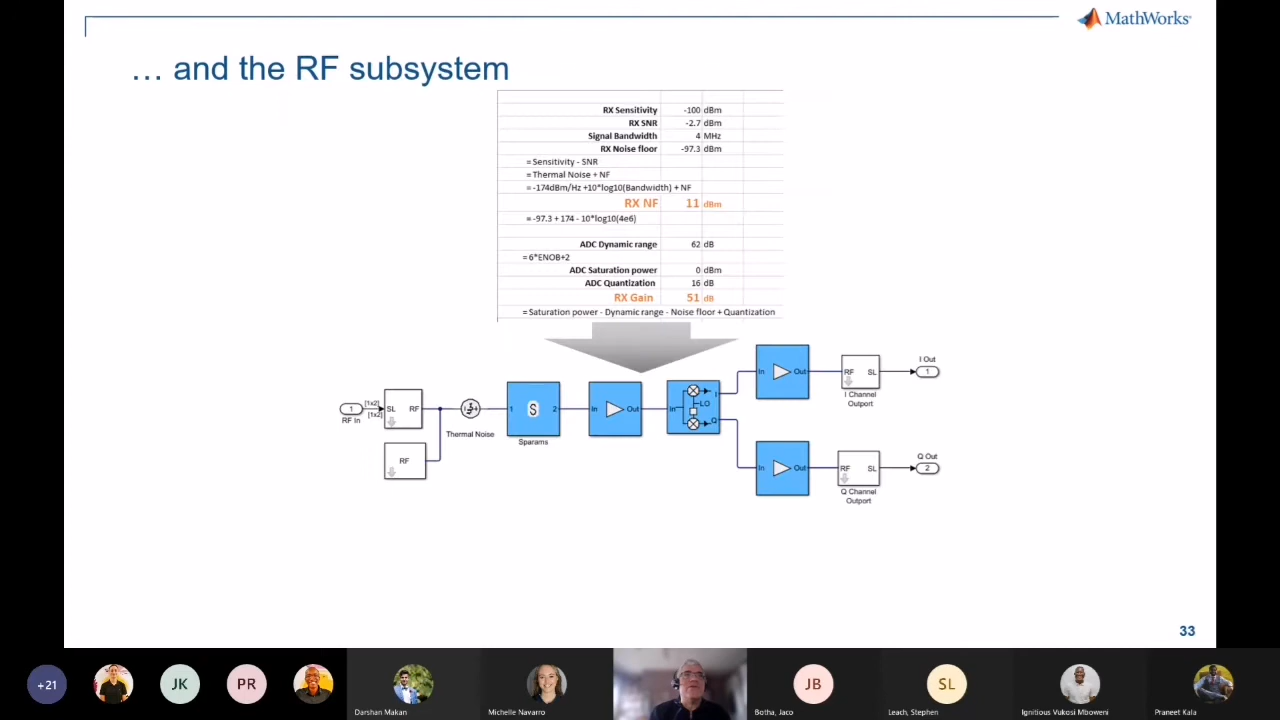 MathWorks®
… and the RF subsystem
RX Sensitivity -100 dBm
RX SNR -2.7 dBm
Signal Bandwidth 4 MHz
RX Noise floor -97.3 dBm
= Sensitivity - SNR
= Thermal Noise + NF
= -174dBm/Hz +10*log10(Bandwidth) + NF
RX NF 11 dBm
= -97.3 + 174 - 10*log10(4e6)
ADC Dynamic range 62 dB
= 6*ENOB+2
ADC Saturation power 0 dBm
ADC Quantization 16 dB
RX Gain 51 dB
= Saturation power - Dynamic range - Noise floor + Quantization
1
RF In
[1x2]
[1x2]
SL RF
RF
Thermal Noise
1 S 2
Sparams
In Out
In LO I Q
In Out
RF SL
I Channel
Outport
I Out
1
In Out
RF SL
Q Channel
Outport
Q Out
2
33
+21
JK
PR
Darshan Makan
Michelle Navarro
JB
Botha, Jaco
SL
Leach, Stephen
Ignitious Vukosi Mboweni
Praneet Kala